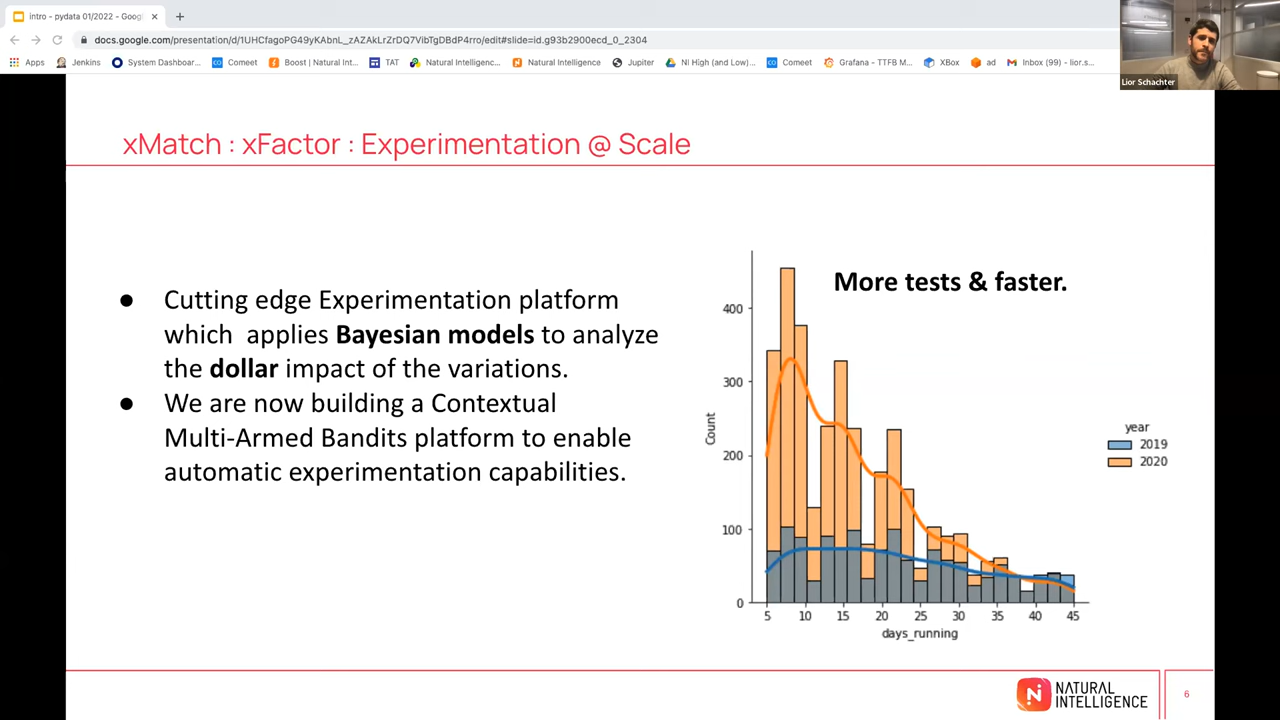 intro - pydata 01/2022 - Goog
docs.google.com/presentation/d/1UHCfagoPG49yKAbnL_zAZAkLrZrDQ7VibTgDBdP4rro/edit#slide=id.g93b2900ecd_0_2304
Apps Jenkins System Dashboar... Comeet Boost | Natural Int... TAT Natural Intelligenc... Natural Intelligence Jupiter NI High (and Low)... Comeet Grafana - TTFB M... XBox ad Inbox (99) - lior.s...
Lior Schachter
xMatch : xFactor : Experimentation @ Scale
● Cutting edge Experimentation platform
which applies Bayesian models to analyze
the dollar impact of the variations.
● We are now building a Contextual
Multi-Armed Bandits platform to enable
automatic experimentation capabilities.
More tests & faster.
400
300
200
100
0
Count
5 10 15 20 25 30 35 40 45
days_running
year
2019
2020
NATURAL
INTELLIGENCE
6